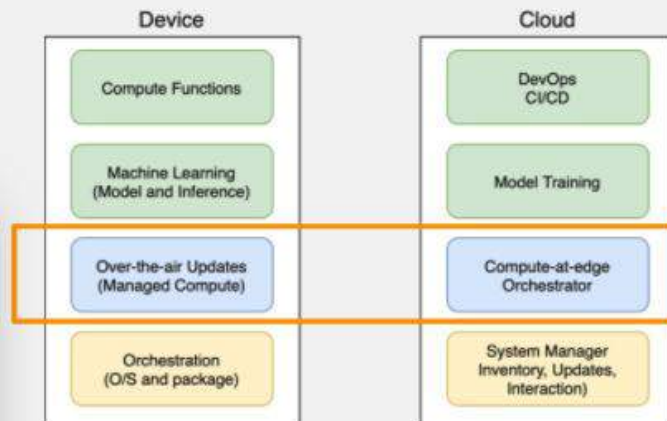 Device
Compute Functions
Machine Learning
(Model and Inference)
Over-the-air Updates
(Managed Compute)
Orchestration
(O/S and package)
Cloud
DevOps
CI/CD
Model Training
Compute-at-edge
Orchestrator
System Manager
Inventory, Updates,
Interaction)